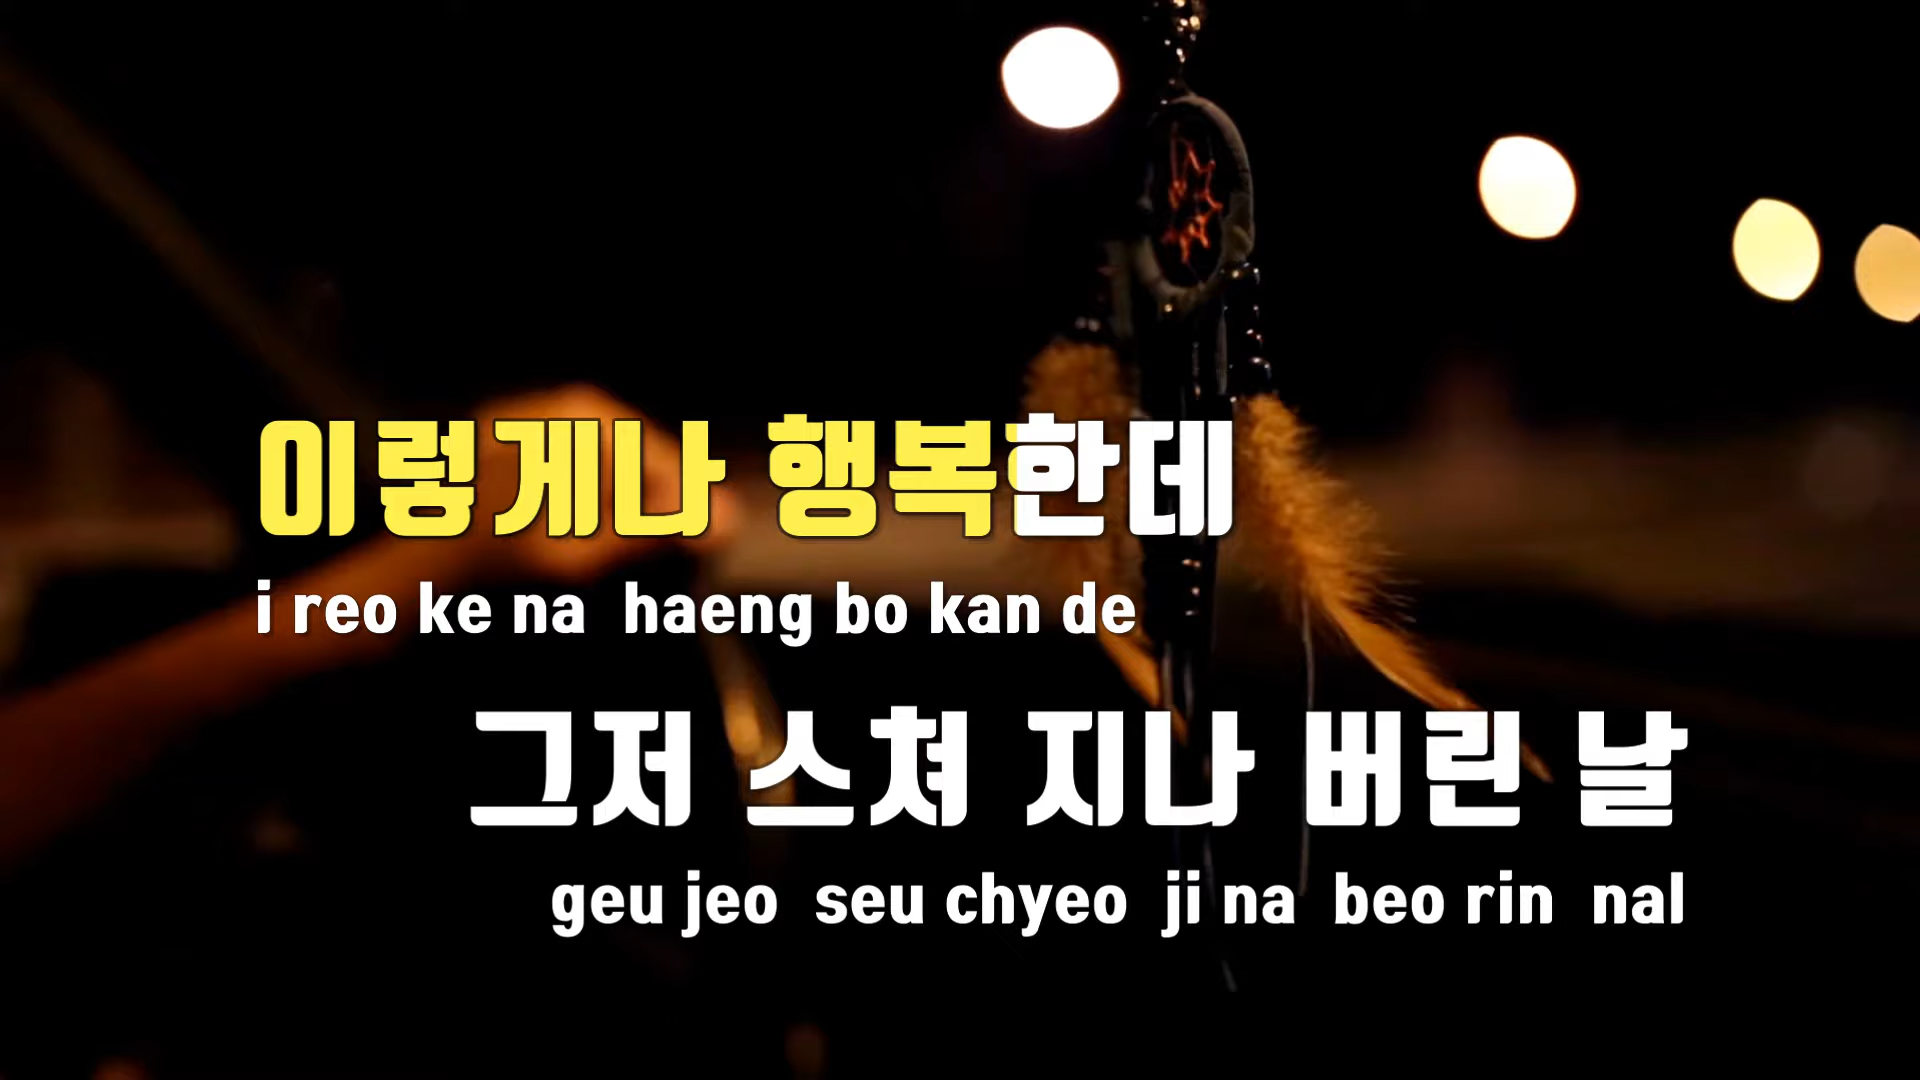 이렇게나 행복한데
i reo ke na haeng bo kan de
그저 스쳐 지나 버린 날
geu jeo seu chyeo ji na beo rin nal